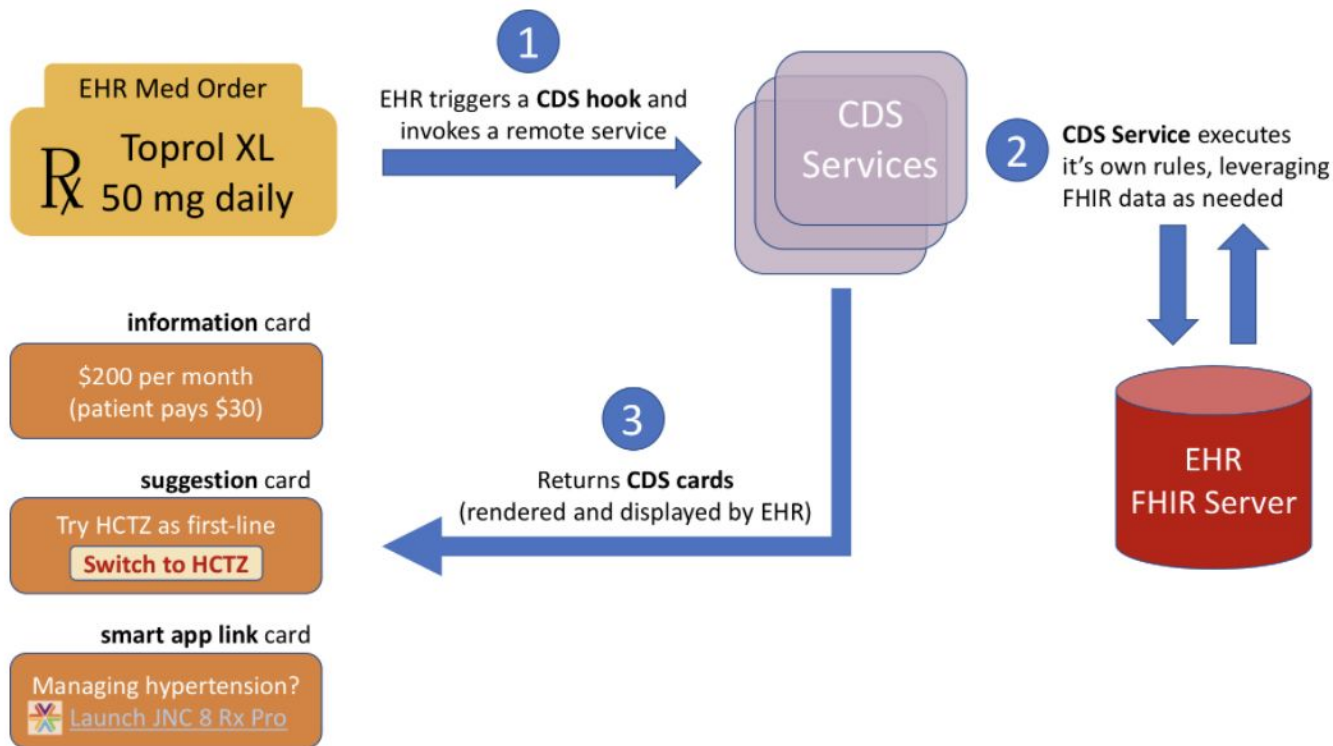 EHR Med Order
Rx Toprol XL
50 mg daily
1
EHR triggers a CDS hook and
invokes a remote service
CDS
Services
2
CDS Service executes
it's own rules, leveraging
FHIR data as needed
EHR
FHIR Server
3
Returns CDS cards
(rendered and displayed by EHR)
information card
$200 per month
(patient pays $30)
suggestion card
Try HCTZ as first-line
Switch to HCTZ
smart app link card
Managing hypertension?
Launch JNC 8 Rx Pro